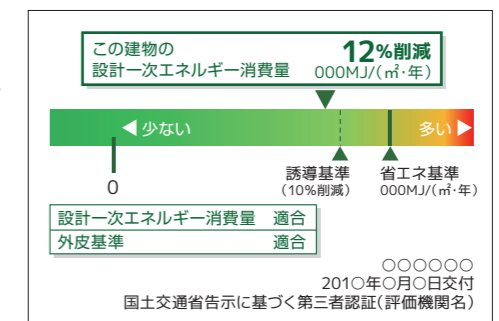 この建物の
12%削減
設計一次エネルギー消費量 000MJ/(㎡・年)
◀少ない 多い▶
0
誘導基準 省エネ基準
(10%削減) 000MJ/(㎡・年)
設計一次エネルギー消費量 適合
外皮基準 適合
○○○○○○
201○年○月○日交付
国土交通省告示に基づく第三者認証(評価機関名)